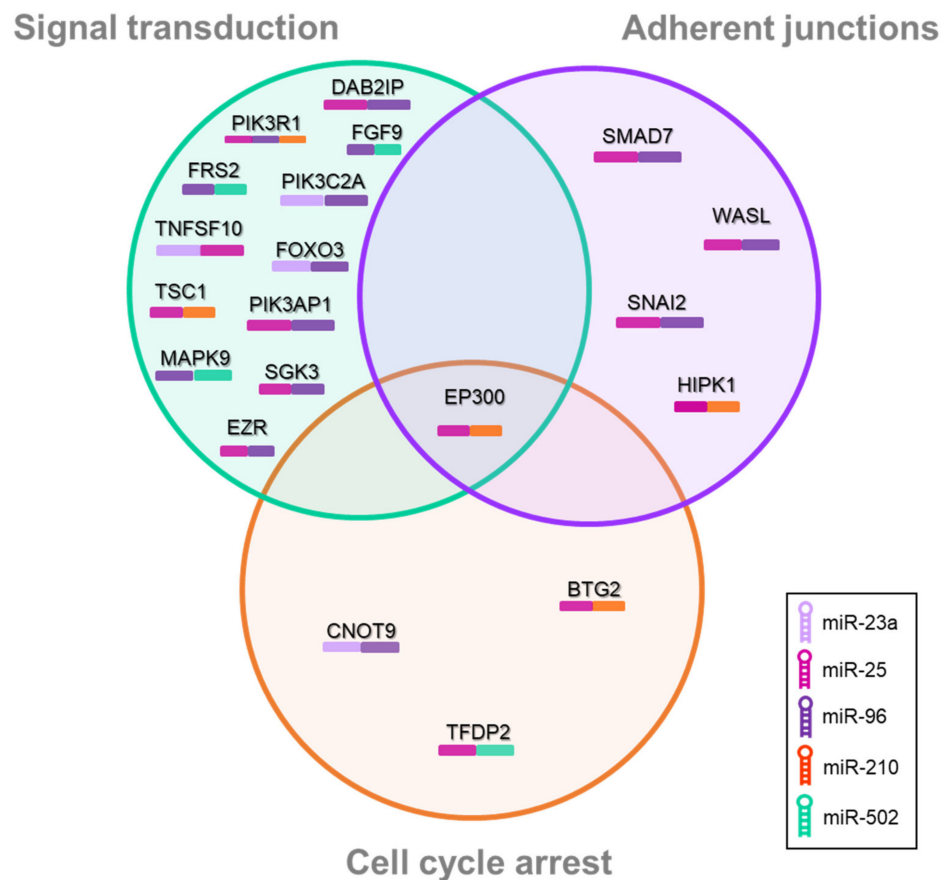 Signal transduction
Adherent junctions
DAB2IP
PIK3R1
FGF9
FRS2
PIK3C2A
TNFSF10
FOXO3
TSC1
PIK3AP1
MAPK9
SGK3
EZR
SMAD7
WASL
SNAI2
HIPK1
EP300
BTG2
CNOT9
TFDP2
miR-23a
miR-25
miR-96
miR-210
miR-502
Cell cycle arrest